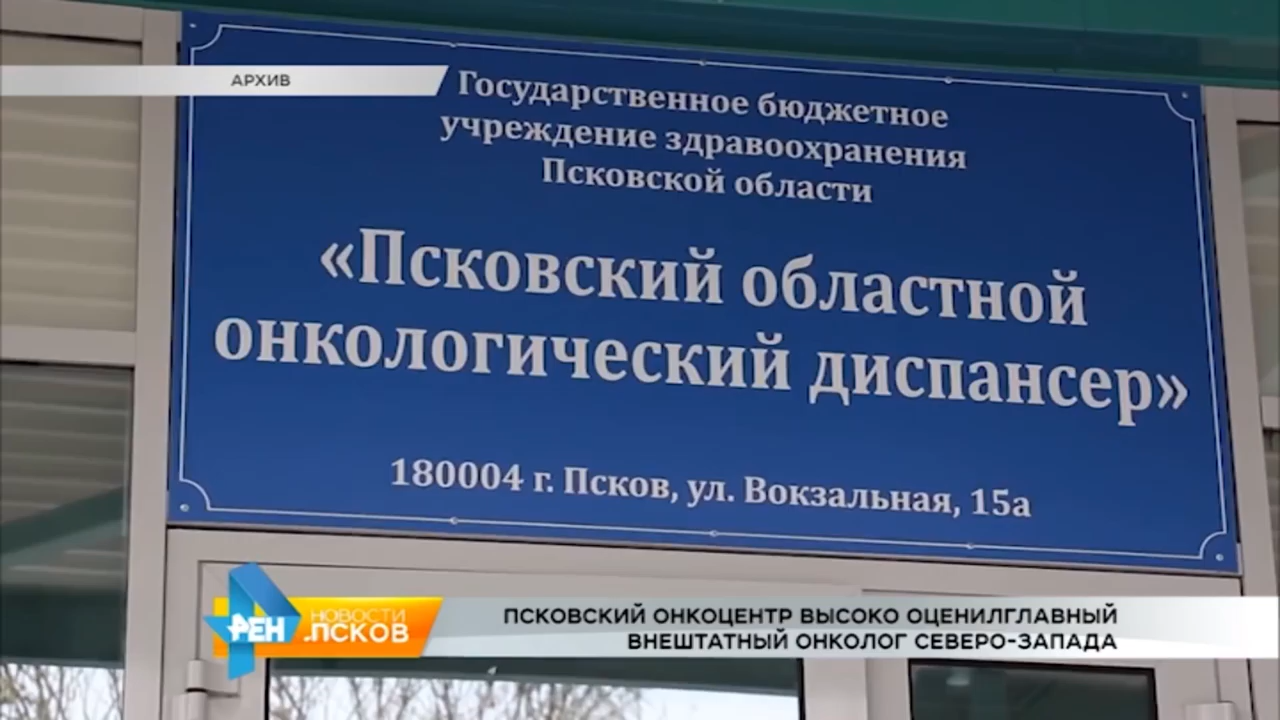 АРХИВ
Государственное бюджетное
учреждение здравоохранения
Псковской области
«Псковский областной
онкологический диспансер»
180004 г. Псков, ул. Вокзальная, 15а
РЕН
НОВОСТИ
.ПСКОВ
ПСКОВСКИЙ ОНКОЦЕНТР ВЫСОКО ОЦЕНИЛГЛАВНЫЙ
ВНЕШТАТНЫЙ ОНКОЛОГ СЕВЕРО-ЗАПАДА